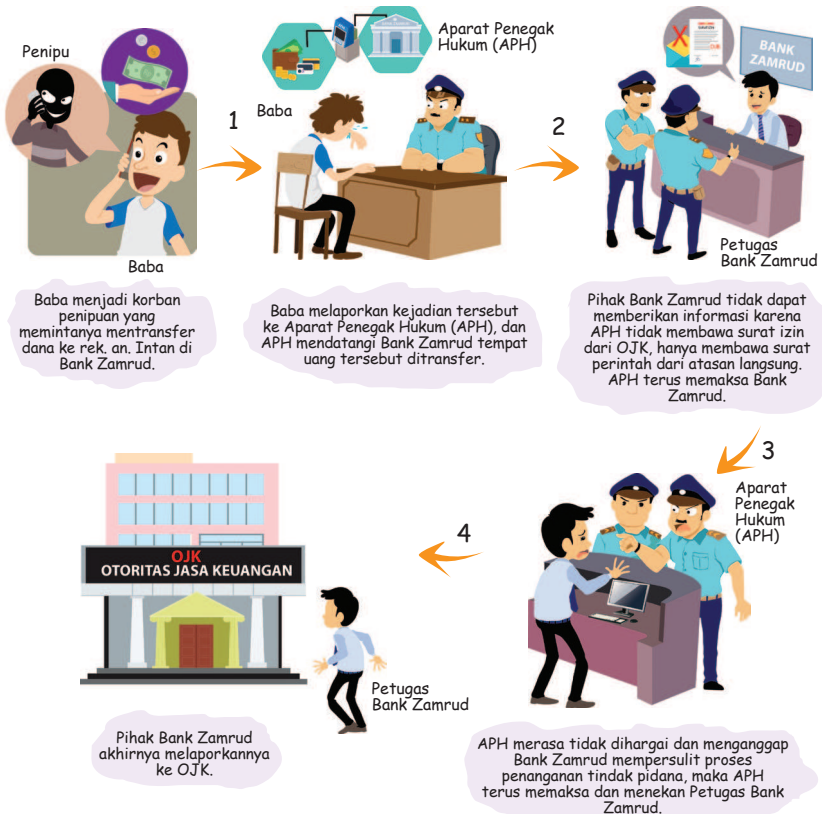 Penipu
Baba
Baba menjadi korban
penipuan yang
memintanya mentransfer
dana ke rek. an. Intan di
Bank Zamrud.
1
Aparat Penegak
Hukum (APH)
Baba
Baba melaporkan kejadian tersebut
ke Aparat Penegak Hukum (APH), dan
APH mendatangi Bank Zamrud tempat
uang tersebut ditransfer.
2
BANK
ZAMRUD
Petugas
Bank Zamrud
Pihak Bank Zamrud tidak dapat
memberikan informasi karena
APH tidak membawa surat izin
dari OJK, hanya membawa surat
perintah dari atasan langsung.
APH terus memaksa Bank
Zamrud.
3
Aparat
Penegak
Hukum
(APH)
APH merasa tidak dihargai dan menganggap
Bank Zamrud mempersulit proses
penanganan tindak pidana, maka APH
terus memaksa dan menekan Petugas Bank
Zamrud.
4
OJK
OTORITAS JASA KEUANGAN
Petugas
Bank Zamrud
Pihak Bank Zamrud
akhirnya melaporkannya
ke OJK.